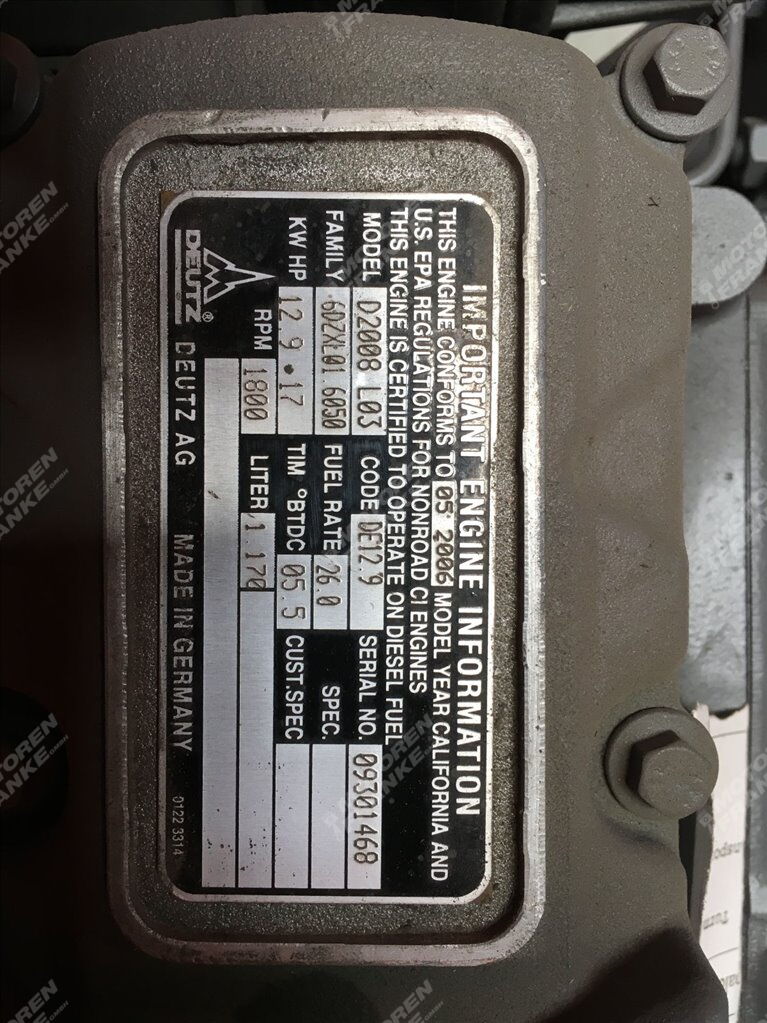 IMPORTANT ENGINE INFORMATION
THIS ENGINE CONFORMS TO 05 2006 MODEL YEAR CALIFORNIA AND
U.S. EPA REGULATIONS FOR NONROAD CI ENGINES
THIS ENGINE IS CERTIFIED TO OPERATE ON DIESEL FUEL
MODEL D2008 L03 CODE DE12.9 SERIAL NO. 09301468
FAMILY 6DZXL01.6050 FUEL RATE 26.0 SPEC.
KW HP 12.9 • 17 TIM °BTDC 05.5 CUST.SPEC
RPM 1800 LITER 1.170
DEUTZ® DEUTZ AG MADE IN GERMANY 0122 3314
MOTOREN
FRANKE GMBH